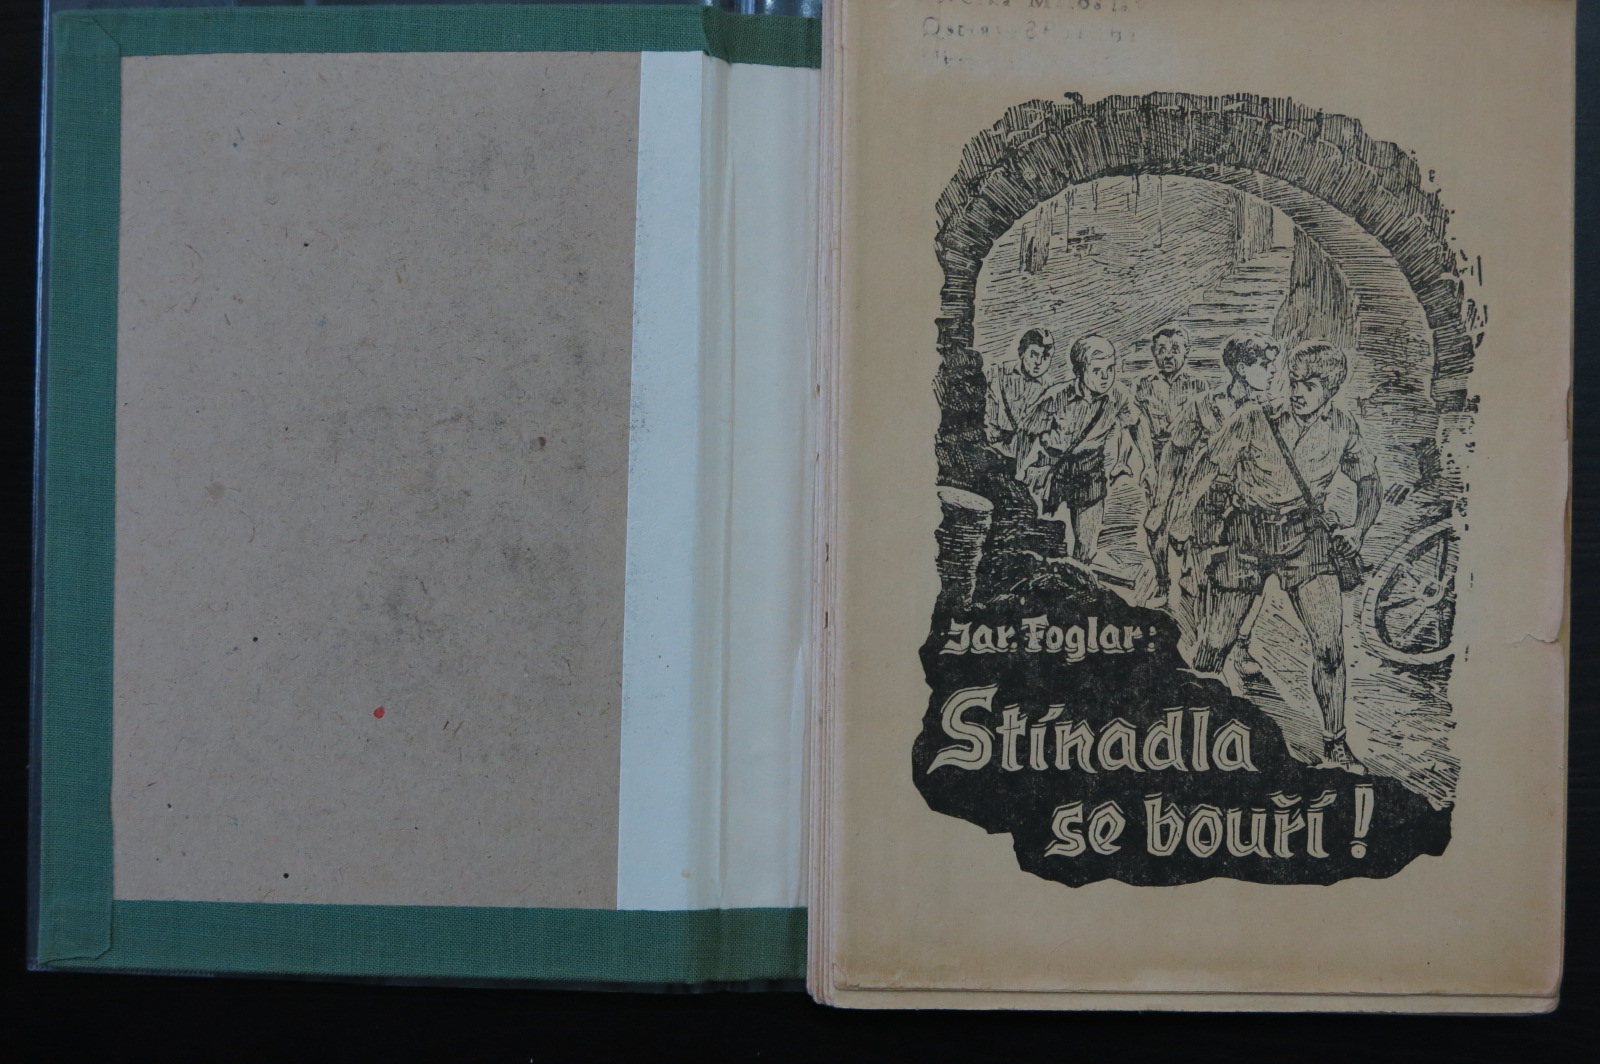 Jar. Foglar:
Stínadla
se bouří!